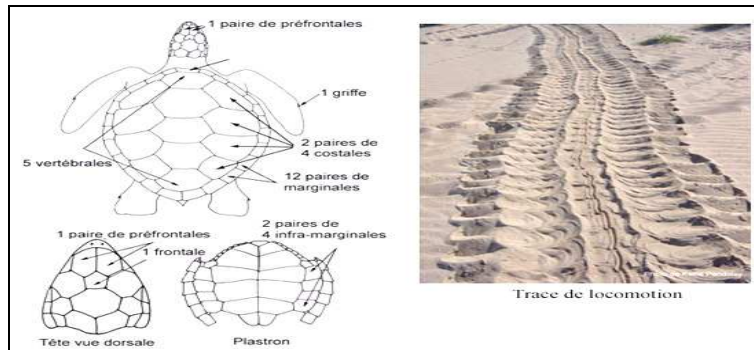 1 paire de préfrontales
1 griffe
2 paires de
4 costales
5 vertébrales
12 paires de
marginales
1 paire de préfrontales
1 frontale
2 paires de
4 infra-marginales
Tête vue dorsale
Plastron
Trace de locomotion